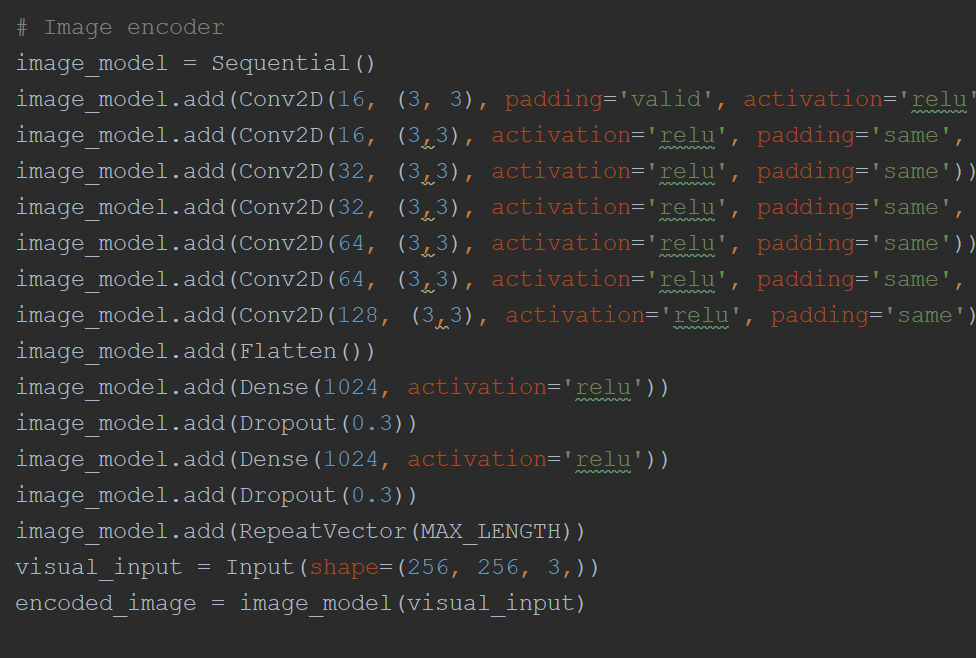 # Image encoder
image_model = Sequential()
image_model.add(Conv2D(16, (3, 3), padding='valid', activation='relu'
image_model.add(Conv2D(16, (3,3), activation='relu', padding='same',
image_model.add(Conv2D(32, (3,3), activation='relu', padding='same'))
image_model.add(Conv2D(32, (3,3), activation='relu', padding='same',
image_model.add(Conv2D(64, (3,3), activation='relu', padding='same'))
image_model.add(Conv2D(64, (3,3), activation='relu', padding='same',
image_model.add(Conv2D(128, (3,3), activation='relu', padding='same')
image_model.add(Flatten())
image_model.add(Dense(1024, activation='relu'))
image_model.add(Dropout(0.3))
image_model.add(Dense(1024, activation='relu'))
image_model.add(Dropout(0.3))
image_model.add(RepeatVector(MAX_LENGTH))
visual_input = Input(shape=(256, 256, 3,))
encoded_image = image_model(visual_input)